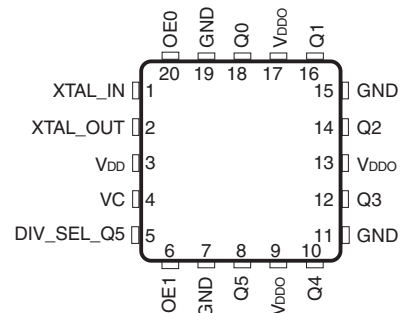 OE0 GND Q0 VDDO Q1
20 19 18 17 16
XTAL_IN 1 15 GND
XTAL_OUT 2 14 Q2
VDD 3 13 VDDO
VC 4 12 Q3
DIV_SEL_Q5 5 11 GND
6 7 8 9 10
OE1 GND Q5 VDDO Q4